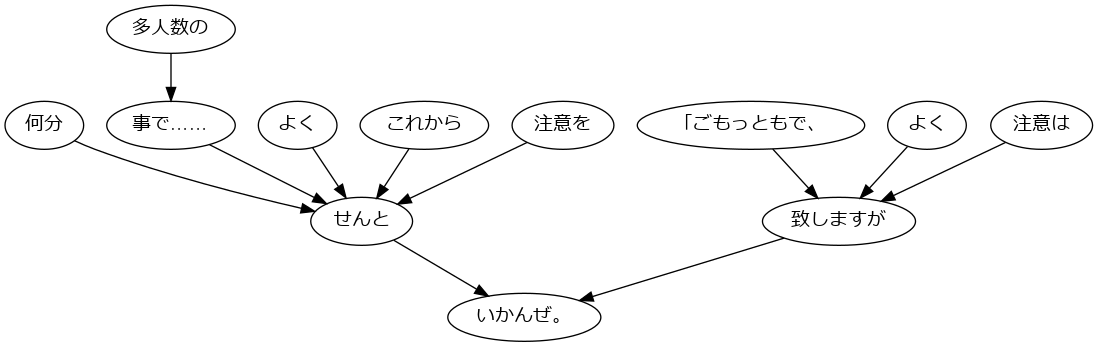 多人数の
何分
事で……
よく
これから
注意を
「ごもっともで、
よく
注意は
せんと
致しますが
いかんぜ。